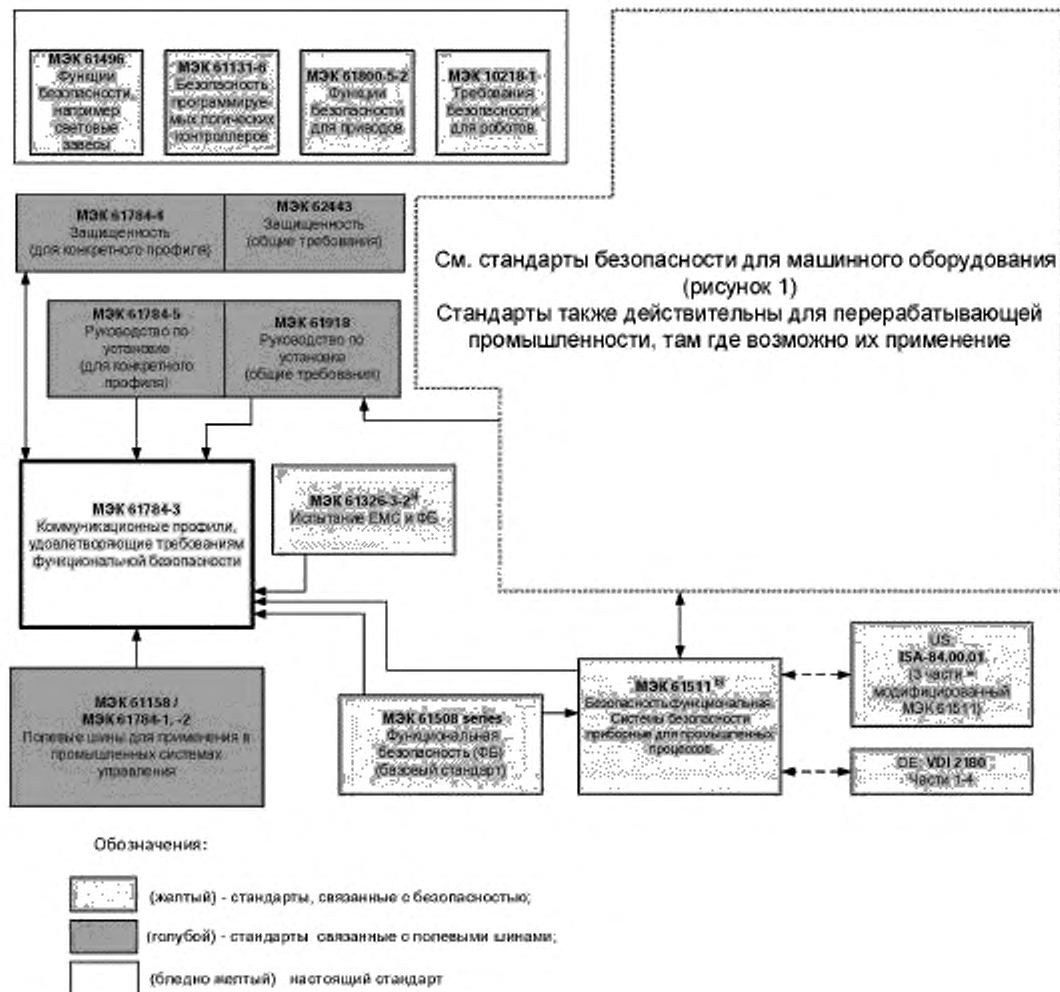 МЭК 61496
Функции
безопасности,
например
световые
завесы
МЭК 61131-6
Безопасность
программируе-
мых логических
контроллеров
МЭК 61800-5-2
Функции
безопасности
для приводов
МЭК 10218-1
Требования
безопасности
для роботов
МЭК 61784-4
Защищенность
(для конкретного профиля)
МЭК 62443
Защищенность
(общие требования)
См. стандарты безопасности для машинного оборудования
(рисунок 1)
Стандарты также действительны для перерабатывающей
промышленности, там где возможно их применение
МЭК 61784-5
Руководство по
установке
(для конкретного
профиля)
МЭК 61918
Руководство по
установке
(общие требования)
МЭК 61784-3
Коммуникационные профили,
удовлетворяющие требованиям
функциональной безопасности
МЭК 61326-3-2 a)
Испытание ЕМС и ФБ
МЭК 61158 /
МЭК 61784-1, -2
Полевые шины для применения в
промышленных системах
управления
МЭК 61508 series
Функциональная
безопасность (ФБ)
(базовый стандарт)
МЭК 61511 b)
Безопасность функциональная
Системы безопасности
приборные для промышленных
процессов
US:
ISA-84.00.01
(3 части =
модифицированный
МЭК 61511)
DE: VDI 2180
Части 1-4
Обозначения:
(желтый) - стандарты, связанные с безопасностью;
(голубой) - стандарты связанные с полевыми шинами;
(бледно желтый) настоящий стандарт